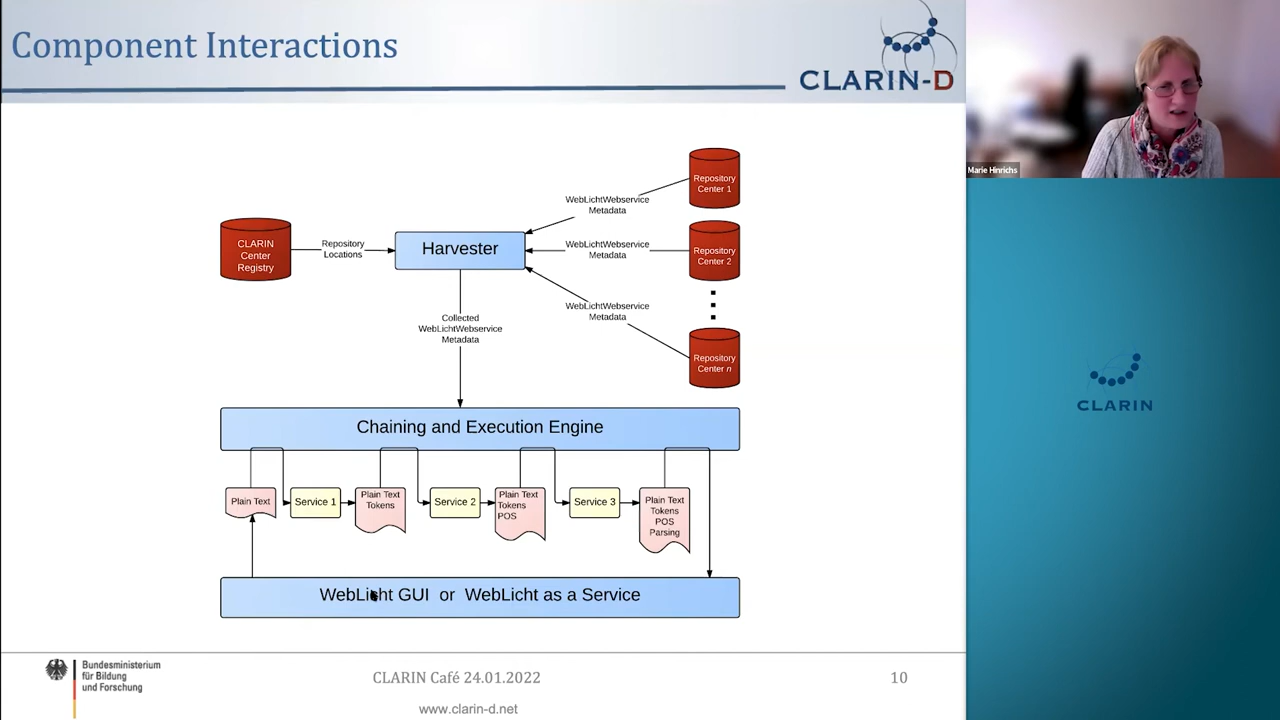 Component Interactions
CLARIN-D
Marie Hinrichs
Repository
Center 1
WebLichtWebservice
Metadata
CLARIN
Center
Registry
Repository
Locations
Harvester
WebLichtWebservice
Metadata
Repository
Center 2
WebLichtWebservice
Metadata
Collected
WebLichtWebservice
Metadata
Repository
Center n
CLARIN
Chaining and Execution Engine
Plain Text
Service 1
Plain Text
Tokens
Service 2
Plain Text
Tokens
POS
Service 3
Plain Text
Tokens
POS
Parsing
WebLicht GUI or WebLicht as a Service
Bundesministerium
für Bildung
und Forschung
CLARIN Café 24.01.2022
10
www.clarin-d.net